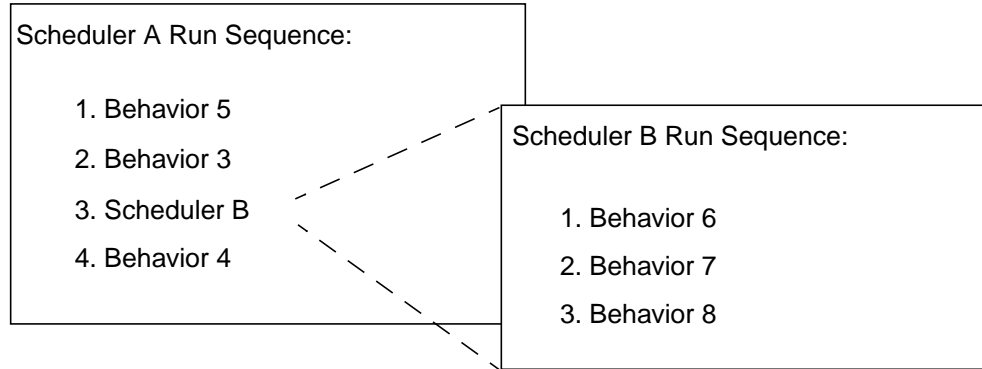 Scheduler A Run Sequence:
1. Behavior 5
2. Behavior 3
3. Scheduler B
4. Behavior 4
Scheduler B Run Sequence:
1. Behavior 6
2. Behavior 7
3. Behavior 8